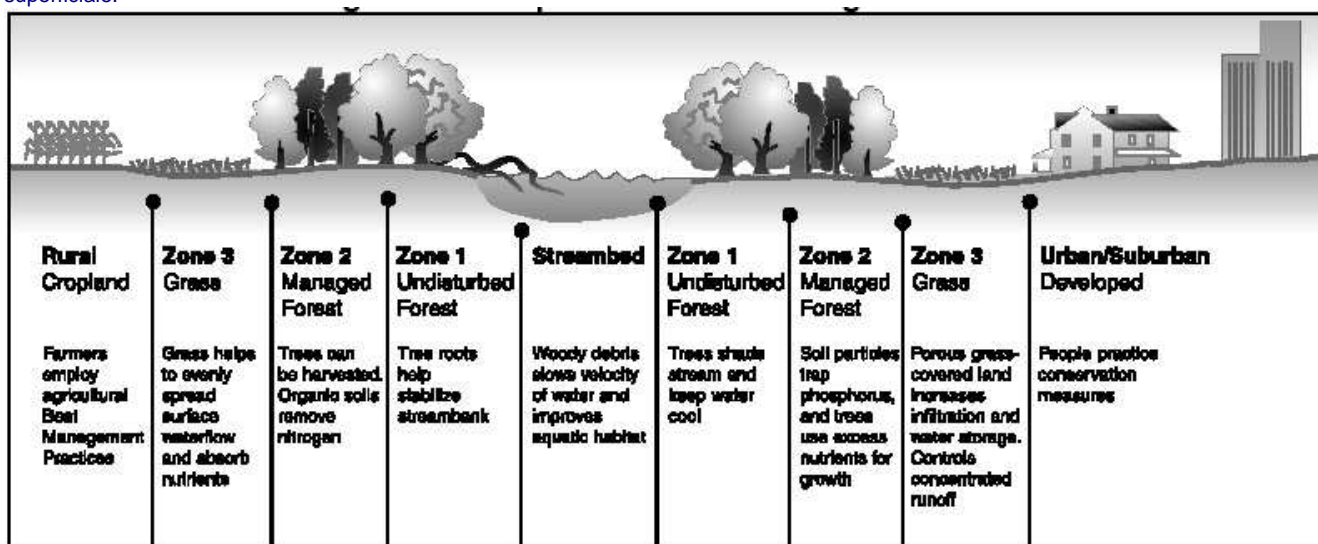 Rural
Cropland
Farmers
employ
agricultural
Best
Management
Practices
Zone 3
Grass
Grass helps
to evenly
spread
surface
waterflow
and absorb
nutrients
Zone 2
Managed
Forest
Trees can
be harvested.
Organic soils
remove
nitrogen
Zone 1
Undisturbed
Forest
Tree roots
help
stabilize
streambank
Streambed
Woody debris
slows velocity
of water and
improves
aquatic habitat
Zone 1
Undisturbed
Forest
Trees shade
stream and
keep water
cool
Zone 2
Managed
Forest
Soil particles
trap
phosphorus,
and trees
use excess
nutrients for
growth
Zone 3
Grass
Porous grass-
covered land
increases
infiltration and
water storage.
Controls
concentrated
runoff
Urban/Suburban
Developed
People practice
conservation
measures